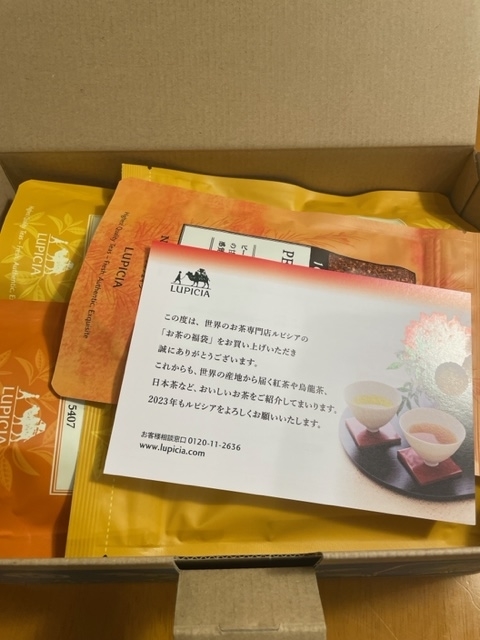 LUPICIA
Higher Quality Teas - Fresh, Authentic, Exquisite
LUPICIA
LUPICIA
5407
LUPICIA
この度は、世界のお茶専門店ルピシアの
「お茶の福袋」をお買い上げいただき
誠にありがとうございます。
これからも、世界の産地から届く紅茶や烏龍茶、
日本茶など、おいしいお茶をご紹介してまいります。
2023年もルピシアをよろしくお願いいたします。
お客様相談窓口 0120-11-2636
www.lupicia.com